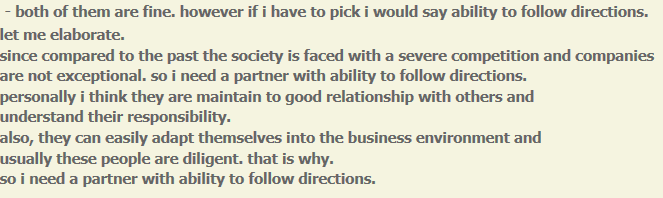 - both of them are fine. however if i have to pick i would say ability to follow directions.
let me elaborate.
since compared to the past the society is faced with a severe competition and companies
are not exceptional. so i need a partner with ability to follow directions.
personally i think they are maintain to good relationship with others and
understand their responsibility.
also, they can easily adapt themselves into the business environment and
usually these people are diligent. that is why.
so i need a partner with ability to follow directions.